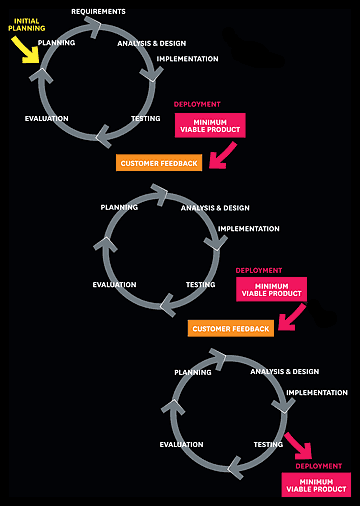 REQUIREMENTS
INITIAL
PLANNING
PLANNING
ANALYSIS & DESIGN
IMPLEMENTATION
EVALUATION
TESTING
DEPLOYMENT
MINIMUM
VIABLE PRODUCT
CUSTOMER FEEDBACK
PLANNING
ANALYSIS & DESIGN
IMPLEMENTATION
EVALUATION
TESTING
DEPLOYMENT
MINIMUM
VIABLE PRODUCT
CUSTOMER FEEDBACK
PLANNING
ANALYSIS & DESIGN
IMPLEMENTATION
EVALUATION
TESTING
DEPLOYMENT
MINIMUM
VIABLE PRODUCT